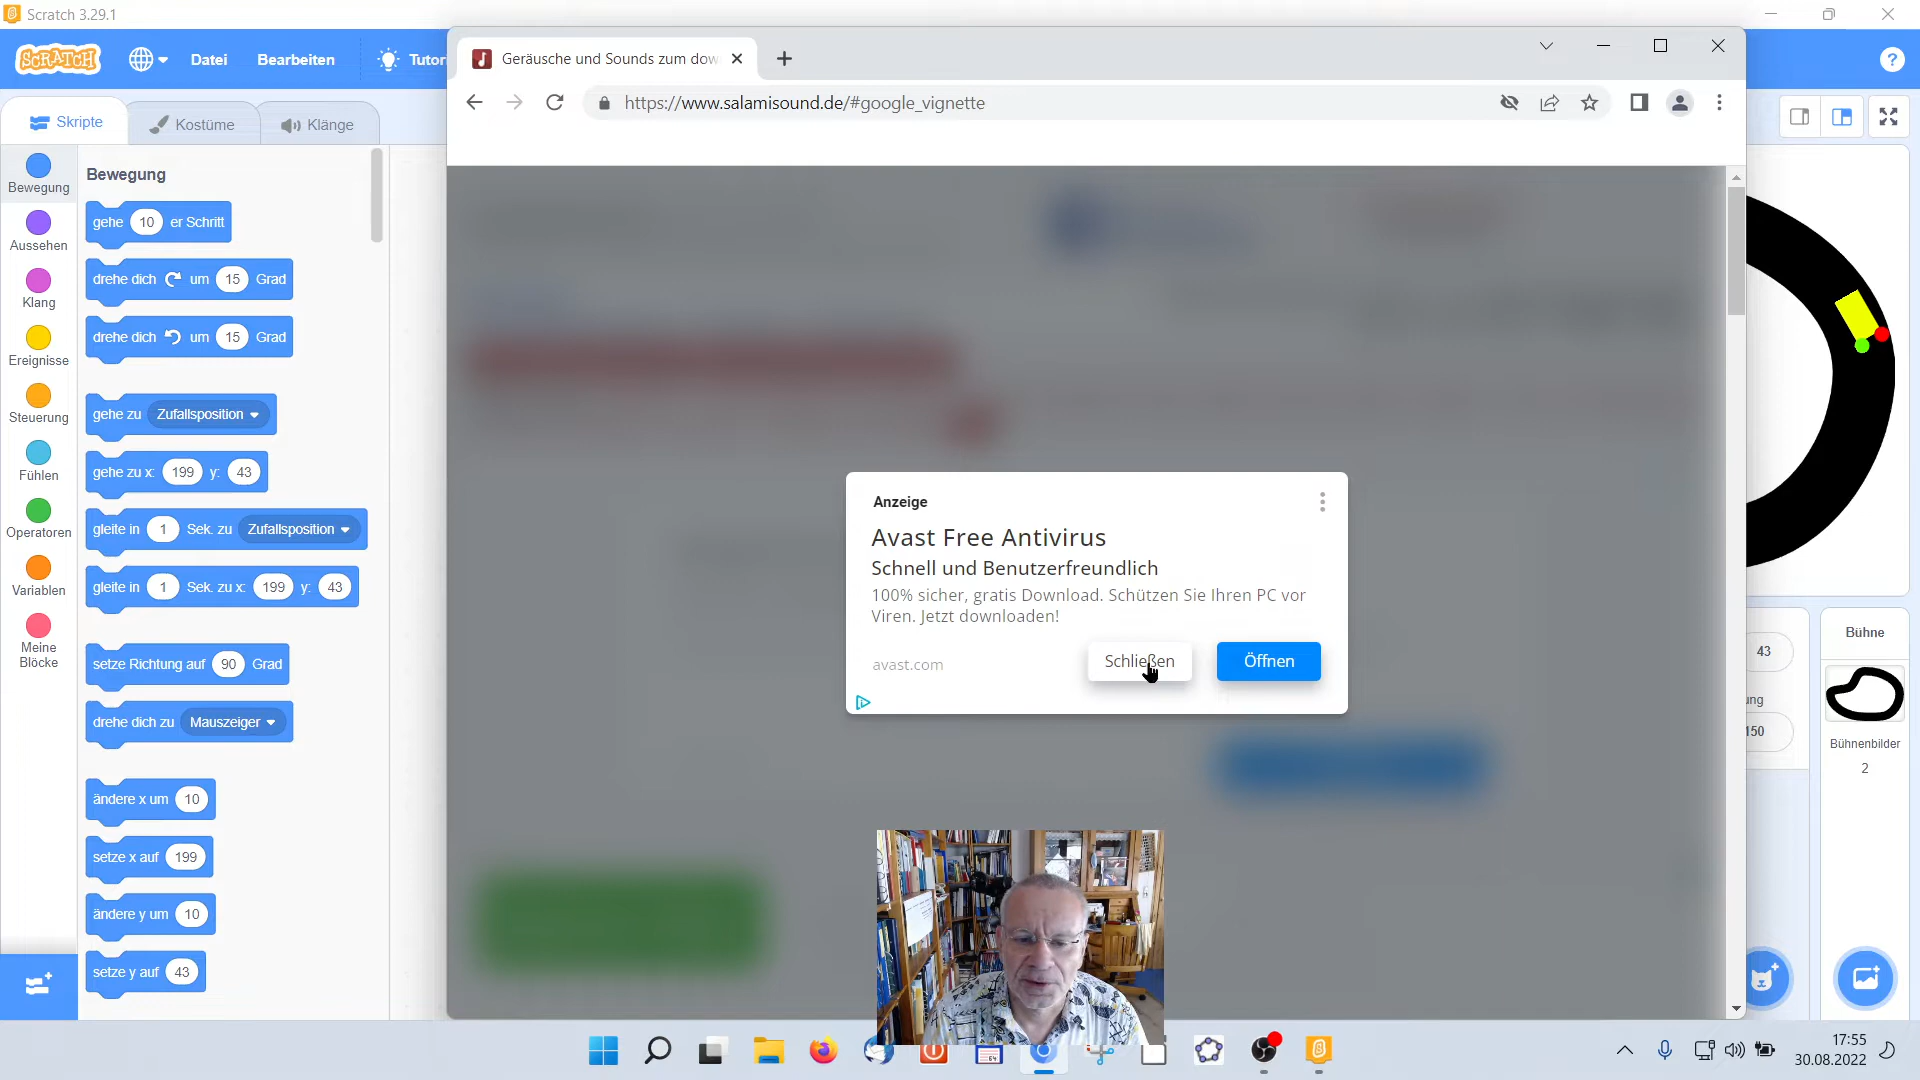 Scratch 3.29.1
SCRATCH
Datei
Bearbeiten
Tutor
Geräusche und Sounds zum dow
https://www.salamisound.de/#google_vignette
Skripte
Kostüme
Klänge
Bewegung
Aussehen
Klang
Ereignisse
Steuerung
Fühlen
Operatoren
Variablen
Meine
Blöcke
Bewegung
gehe 10 er Schritt
drehe dich um 15 Grad
drehe dich um 15 Grad
gehe zu Zufallsposition
gehe zu x: 199 y: 43
gleite in 1 Sek. zu Zufallsposition
gleite in 1 Sek. zu x: 199 y: 43
setze Richtung auf 90 Grad
drehe dich zu Mauszeiger
ändere x um 10
setze x auf 199
ändere y um 10
setze y auf 43
Anzeige
Avast Free Antivirus
Schnell und Benutzerfreundlich
100% sicher, gratis Download. Schützen Sie Ihren PC vor
Viren. Jetzt downloaden!
avast.com
Schließen
Öffnen
43
ng
150
Bühne
Bühnenbilder
2
17:55
30.08.2022